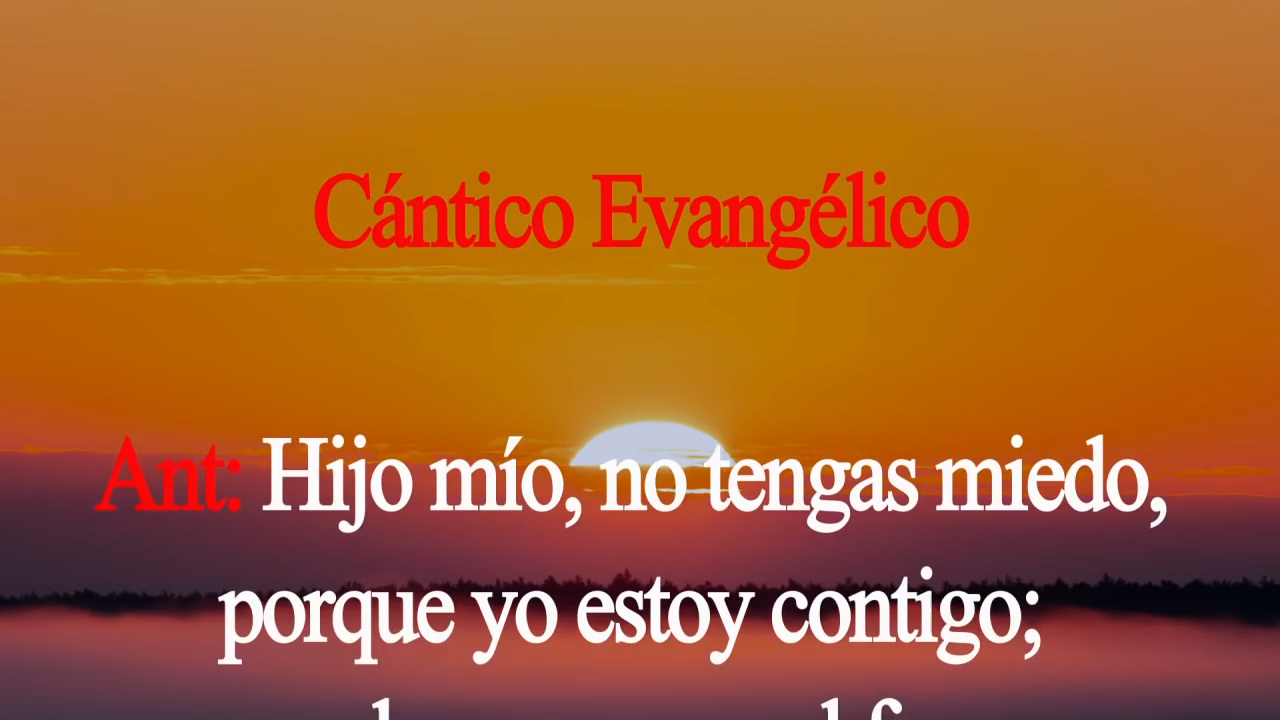 Cántico Evangélico
Ant: Hijo mío, no tengas miedo,
porque yo estoy contigo;